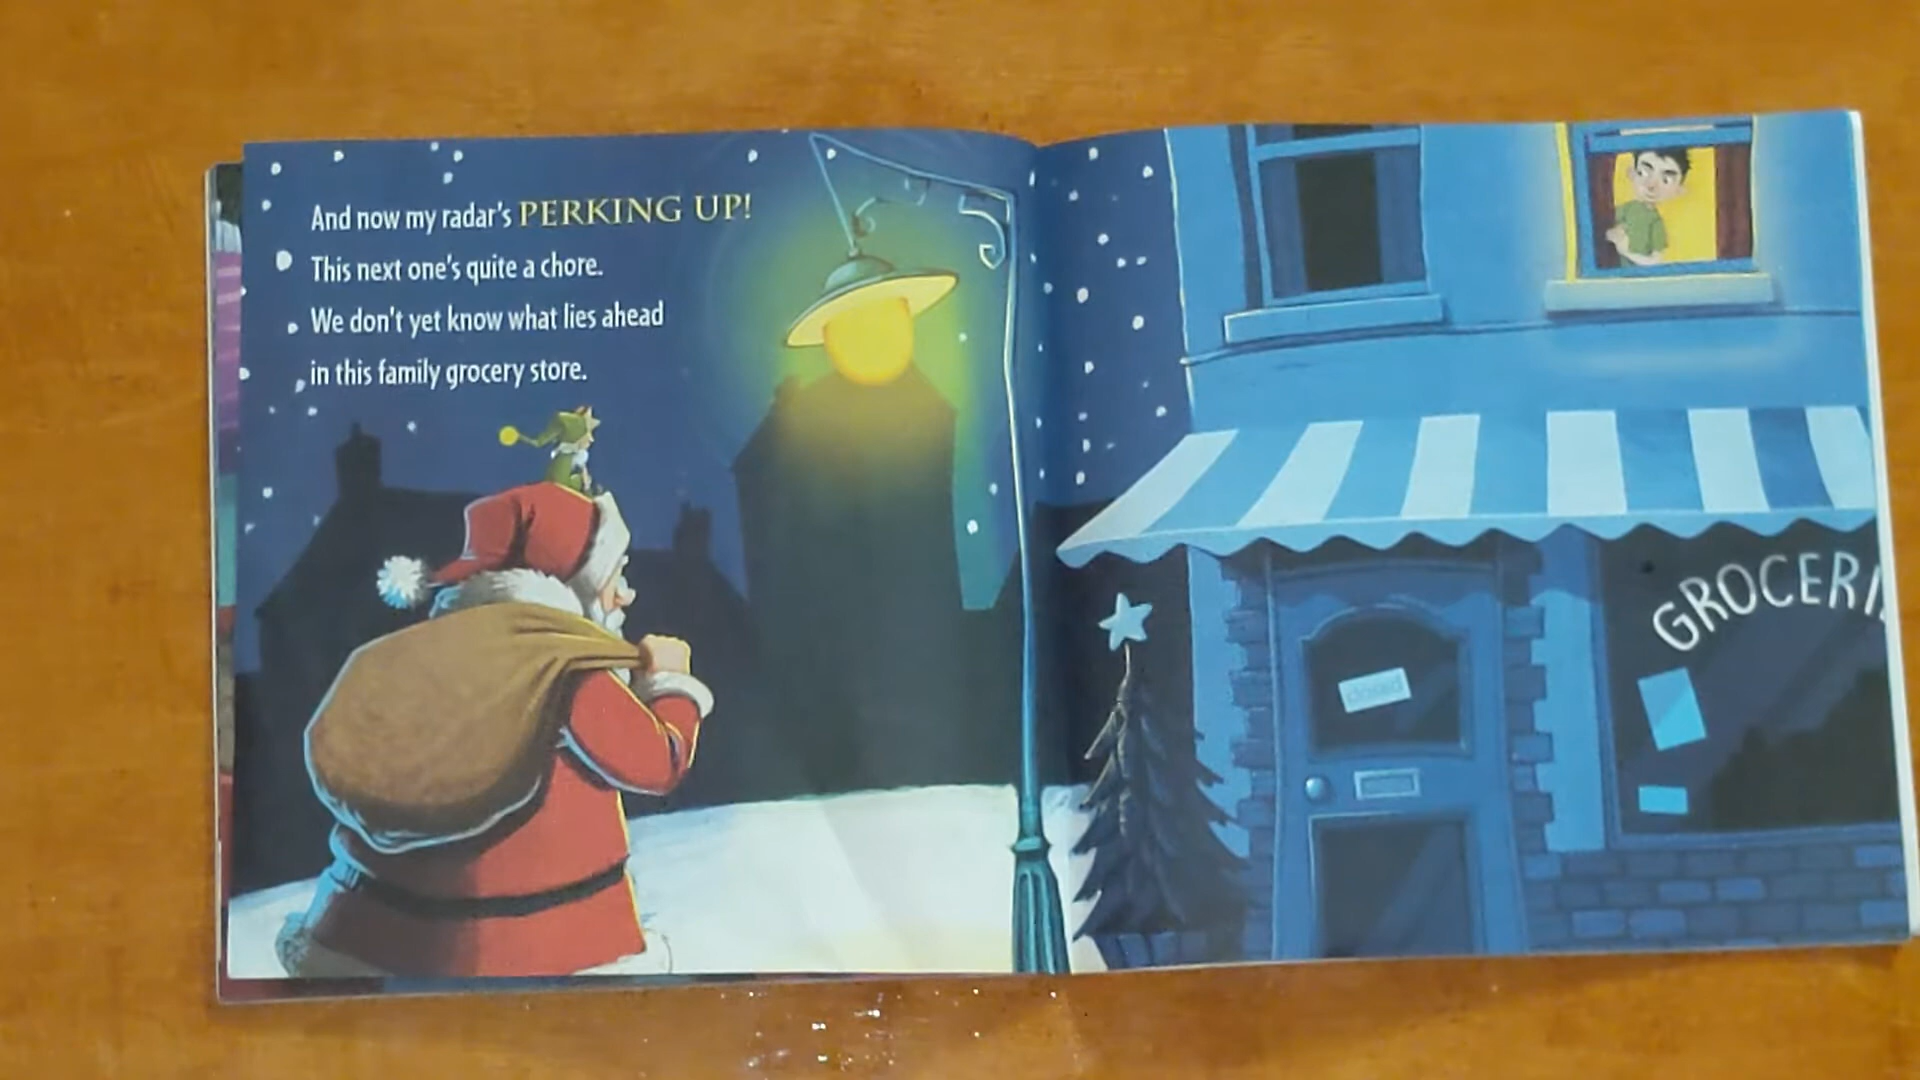 And now my radar's PERKING UP!
This next one's quite a chore.
We don't yet know what lies ahead
in this family grocery store.
GROCERI
closed